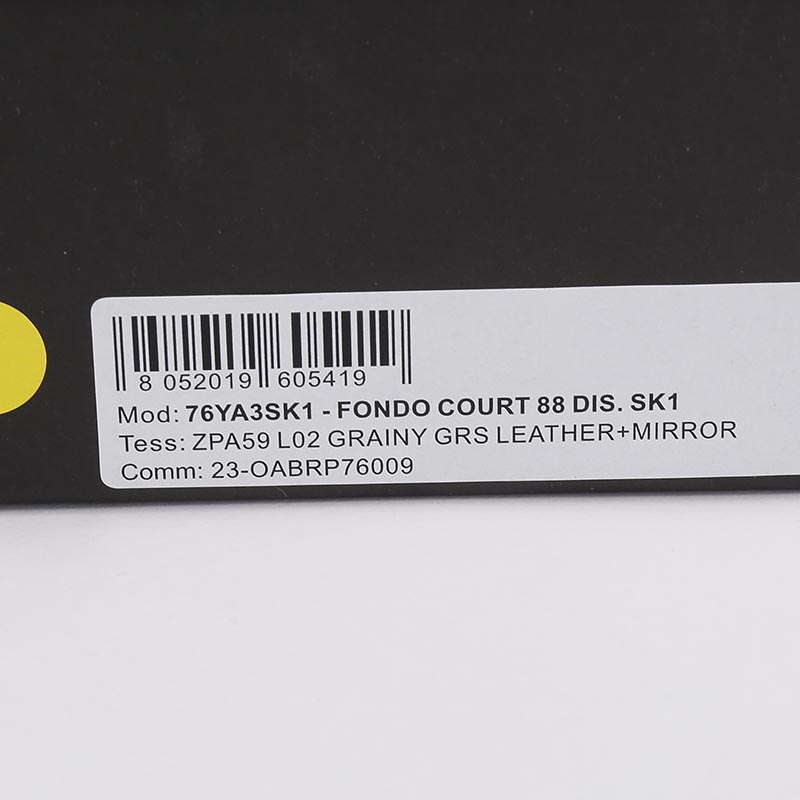 8 052019 605419
Mod: 76YA3SK1 - FONDO COURT 88 DIS. SK1
Tess: ZPA59 L02 GRAINY GRS LEATHER+MIRROR
Comm: 23-OABRP76009